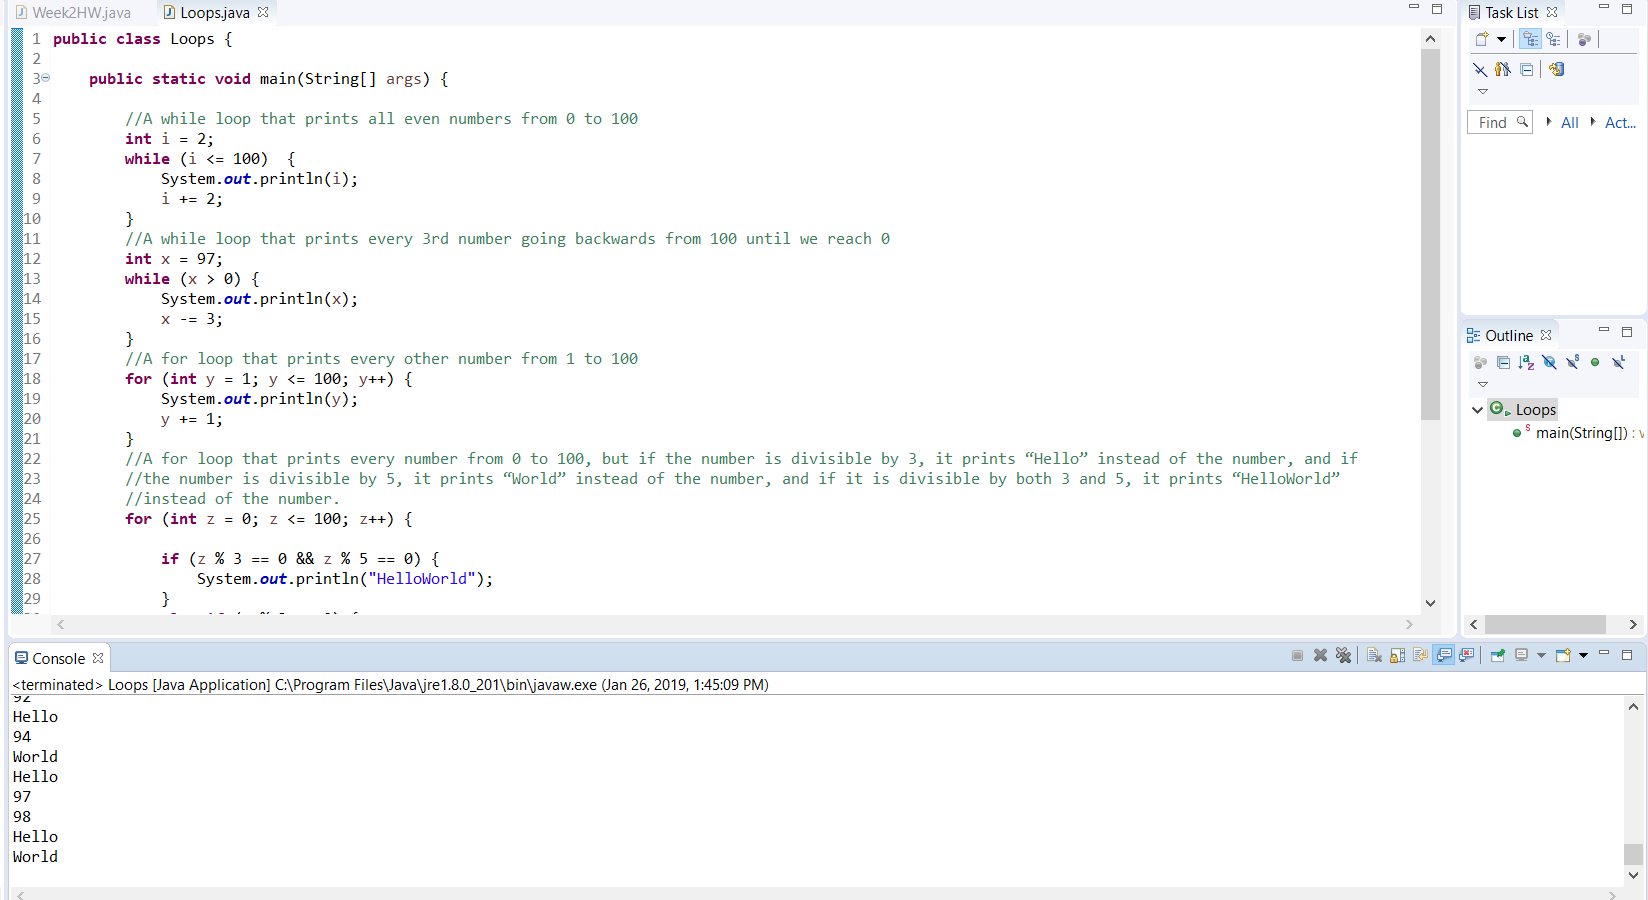 Week2HW.java
Loops.java
1 public class Loops {
2
3 public static void main(String[] args) {
4
5 //A while loop that prints all even numbers from 0 to 100
6 int i = 2;
7 while (i <= 100)  {
8 System.out.println(i);
9 i += 2;
10 }
11 //A while loop that prints every 3rd number going backwards from 100 until we reach 0
12 int x = 97;
13 while (x > 0) {
14 System.out.println(x);
15 x -= 3;
16 }
17 //A for loop that prints every other number from 1 to 100
18 for (int y = 1; y <= 100; y++) {
19 System.out.println(y);
20 y += 1;
21 }
22 //A for loop that prints every number from 0 to 100, but if the number is divisible by 3, it prints “Hello” instead of the number, and if
23 //the number is divisible by 5, it prints “World” instead of the number, and if it is divisible by both 3 and 5, it prints “HelloWorld”
24 //instead of the number.
25 for (int z = 0; z <= 100; z++) {
26
27 if (z % 3 == 0 && z % 5 == 0) {
28 System.out.println("HelloWorld");
29 }
Task List
Find
All
Act...
Outline
Loops
main(String[]) :
Console
<terminated> Loops [Java Application] C:\Program Files\Java\jre1.8.0_201\bin\javaw.exe (Jan 26, 2019, 1:45:09 PM)
92
Hello
94
World
Hello
97
98
Hello
World